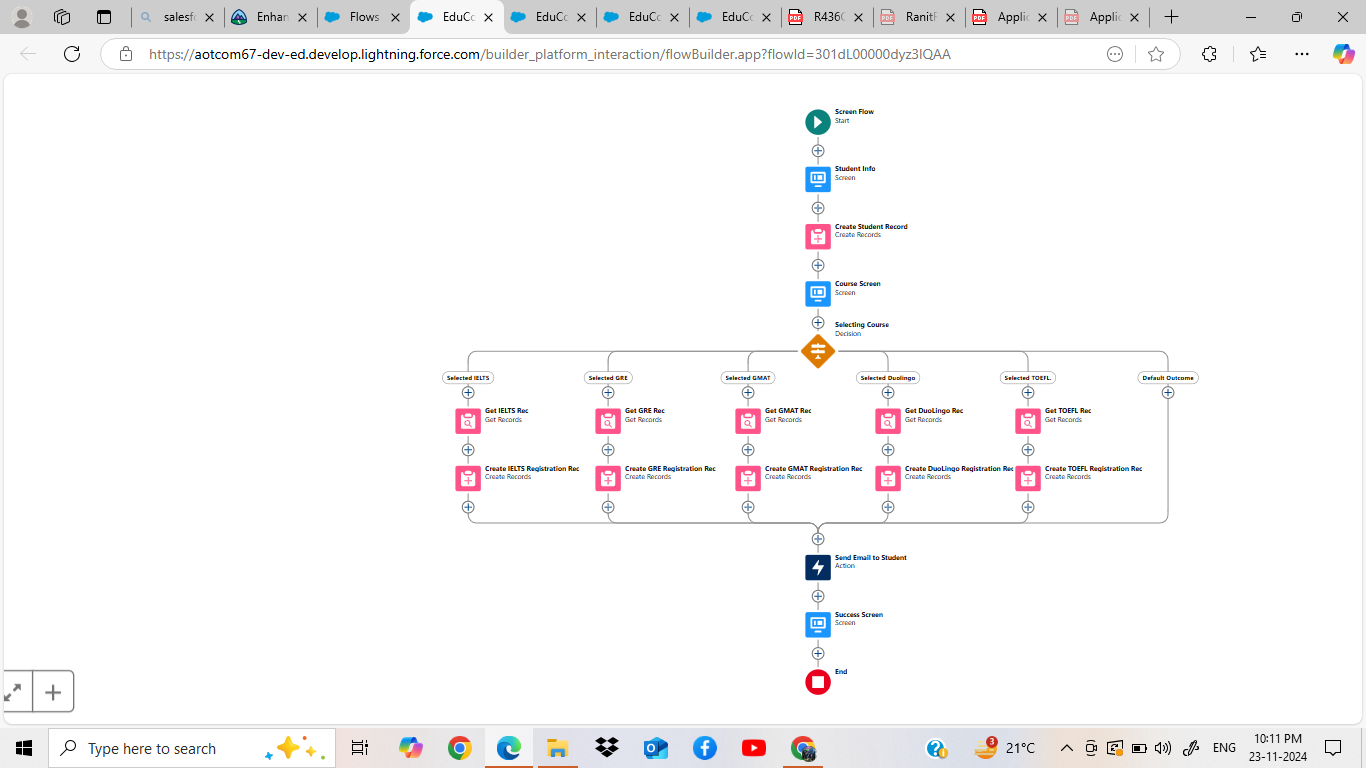 salesfo
Enhan
Flows
EduCo
EduCo
EduCo
EduCo
R436C
RanitF
Applic
Applic
https://aotcom67-dev-ed.develop.lightning.force.com/builder_platform_interaction/flowBuilder.app?flowId=301dL00000dyz3IQAA
Screen Flow
Start
Student Info
Screen
Create Student Record
Create Records
Course Screen
Screen
Selecting Course
Decision
Selected IELTS
Selected GRE
Selected GMAT
Selected Duolingo
Selected TOEFL
Default Outcome
Get IELTS Rec
Get Records
Get GRE Rec
Get Records
Get GMAT Rec
Get Records
Get DuoLingo Rec
Get Records
Get TOEFL Rec
Get Records
Create IELTS Registration Rec
Create Records
Create GRE Registration Rec
Create Records
Create GMAT Registration Rec
Create Records
Create DuoLingo Registration Rec
Create Records
Create TOEFL Registration Rec
Create Records
Send Email to Student
Action
Success Screen
Screen
End
Type here to search
3
21°C
ENG
10:11 PM
23-11-2024